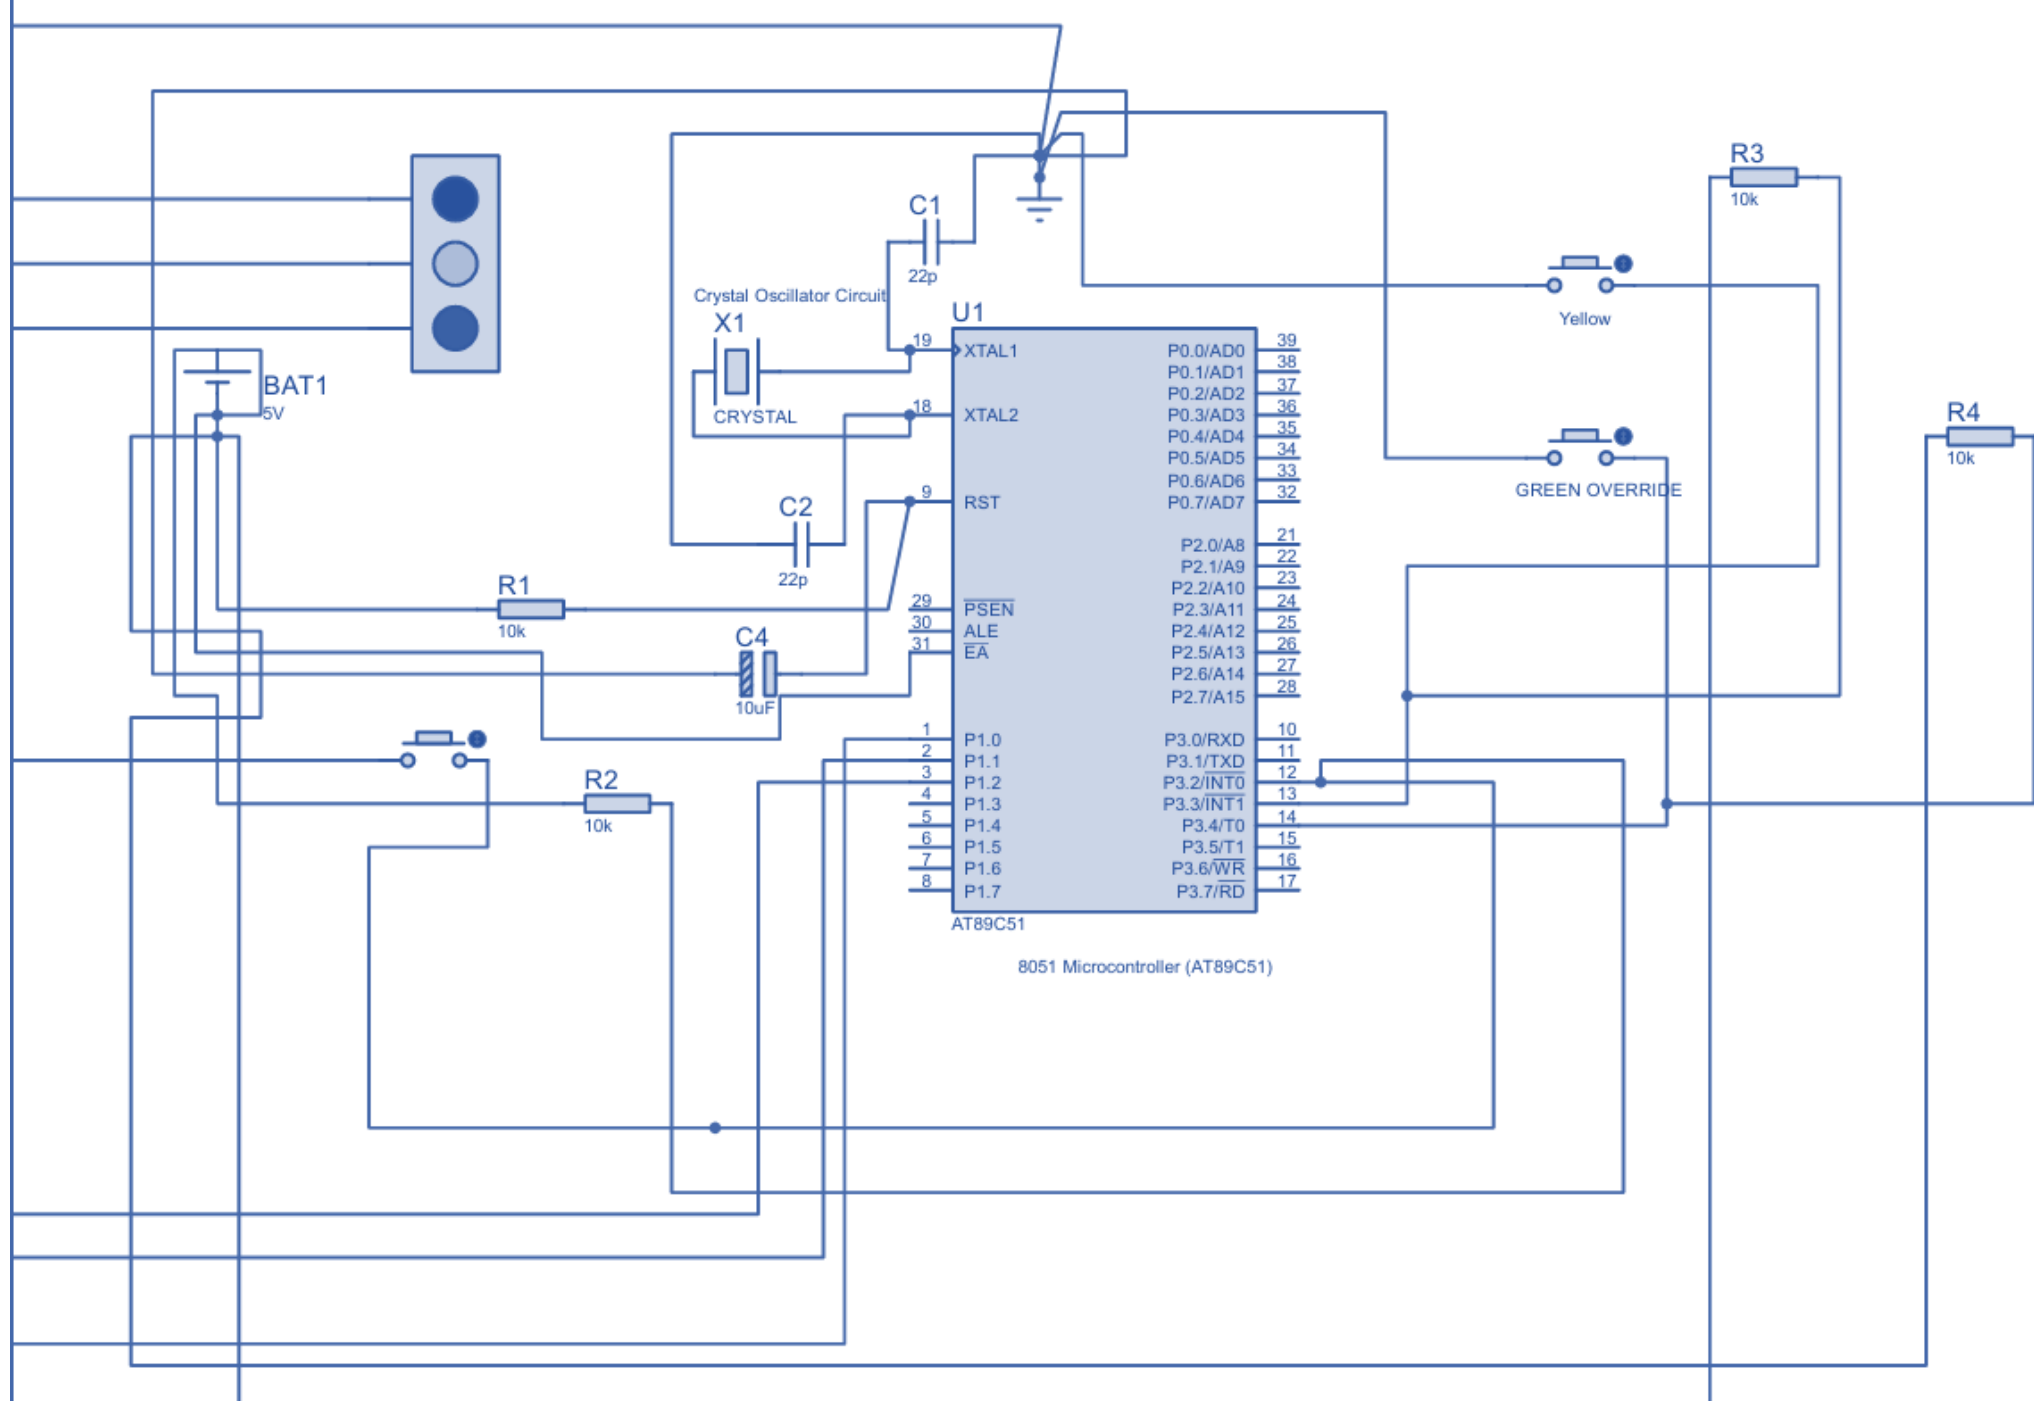 R3
10k
C1
22p
Crystal Oscillator Circuit
X1
CRYSTAL
U1
Yellow
BAT1
5V
R4
10k
GREEN OVERRIDE
C2
22p
R1
10k
C4
10uF
R2
10k
19 XTAL1
18 XTAL2
9 RST
29 PSEN
30 ALE
31 EA
1 P1.0
2 P1.1
3 P1.2
4 P1.3
5 P1.4
6 P1.5
7 P1.6
8 P1.7
P0.0/AD0 39
P0.1/AD1 38
P0.2/AD2 37
P0.3/AD3 36
P0.4/AD4 35
P0.5/AD5 34
P0.6/AD6 33
P0.7/AD7 32
P2.0/A8 21
P2.1/A9 22
P2.2/A10 23
P2.3/A11 24
P2.4/A12 25
P2.5/A13 26
P2.6/A14 27
P2.7/A15 28
P3.0/RXD 10
P3.1/TXD 11
P3.2/INT0 12
P3.3/INT1 13
P3.4/T0 14
P3.5/T1 15
P3.6/WR 16
P3.7/RD 17
AT89C51
8051 Microcontroller (AT89C51)